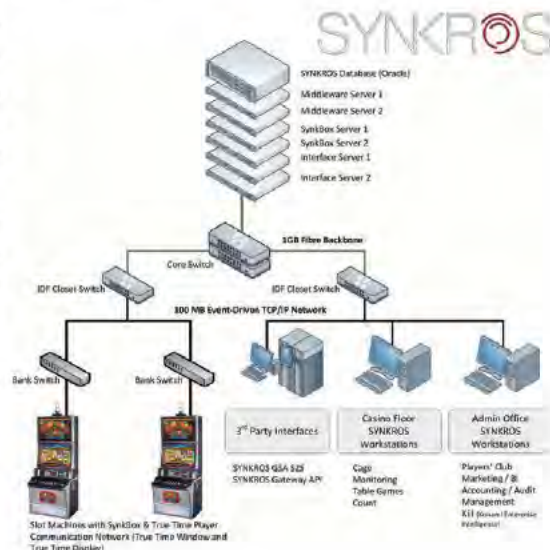 SYNKROS
SYNKROS Database (Oracle)
Middleware Server 1
Middleware Server 2
SynkBox Server 1
SynkBox Server 2
Interface Server 1
Interface Server 2
1GB Fibre Backbone
Core Switch
IDF Closet Switch
IDF Closet Switch
100 MB Event-Driven TCP/IP Network
Bank Switch
Bank Switch
3rd Party Interfaces
Casino Floor
SYNKROS
Workstations
Admin Office
SYNKROS
Workstations
SYNKROS GSA S2S
SYNKROS Gateway API
Cage
Monitoring
Table Games
Count
Players' Club
Marketing / BI
Accounting / Audit
Management
Enterprise
Intelligence)
Slot Machines with SynkBox & True Time Player
Communication Network (True Time Window and
True Time Display)